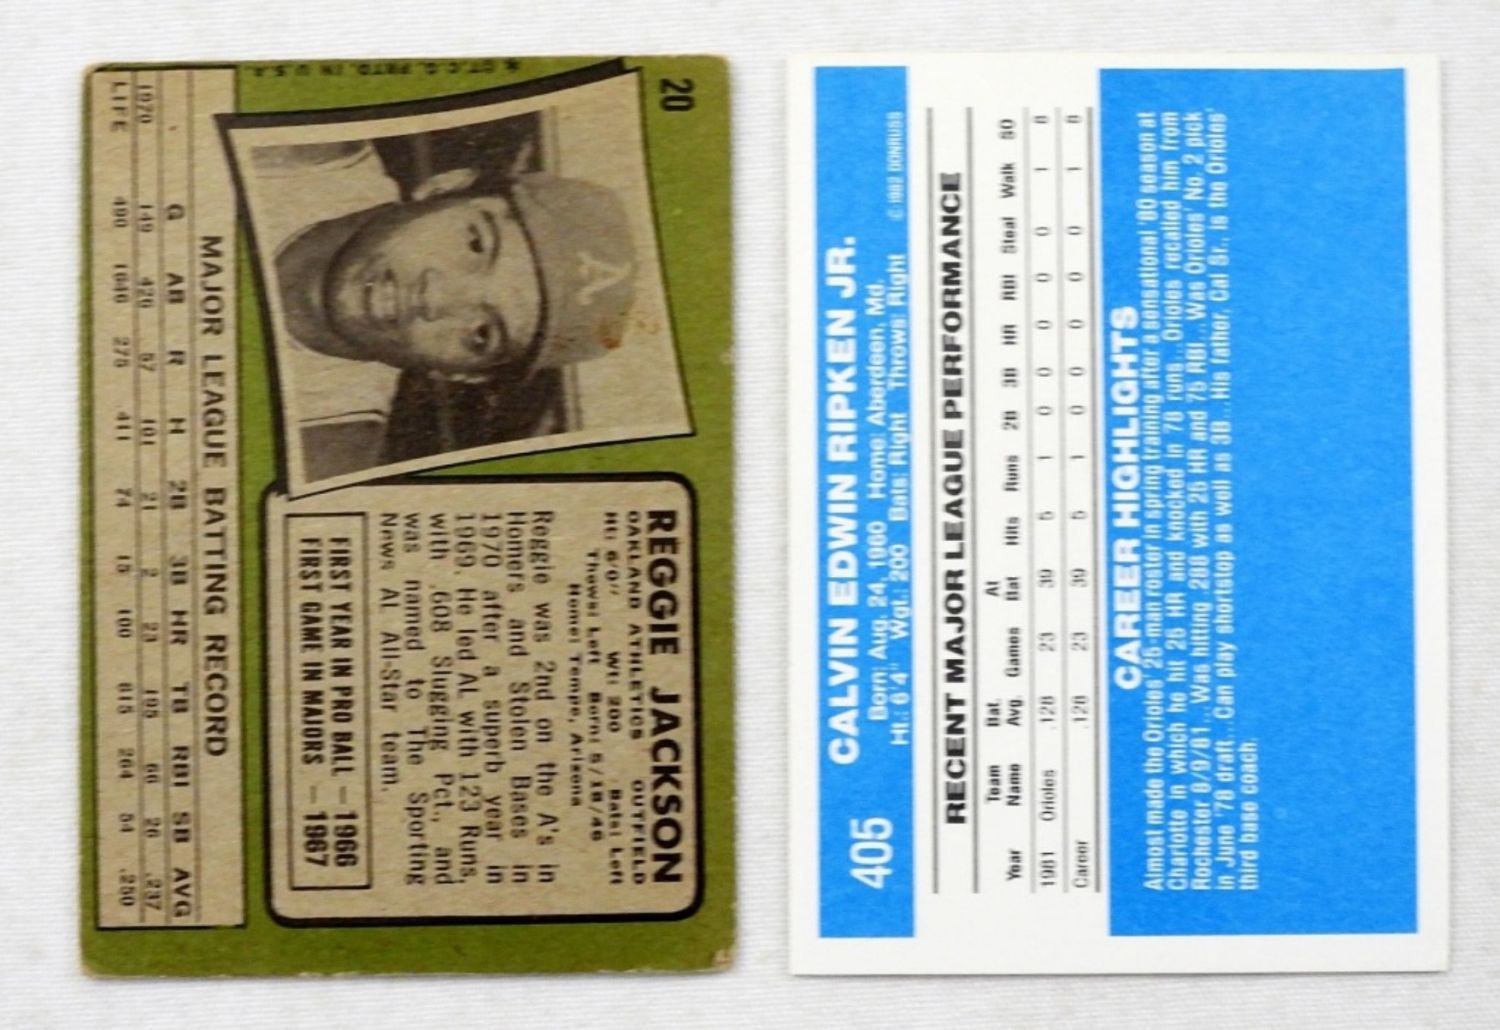 20
★ ©T.C.G. PRTD. IN U.S.A.
A
REGGIE JACKSON
OAKLAND ATHLETICS OUTFIELD
Ht: 6'0" Wt: 200 Bats: Left
Throws: Left Born: 5/18/46
Home: Tempe, Arizona
Reggie was 2nd on the A's in
Homers and Stolen Bases in
1970 after a superb year in
1969. He led AL with 123 Runs,
with .608 Slugging Pct., and
was named to The Sporting
News AL All-Star team.
FIRST YEAR IN PRO BALL — 1966
FIRST GAME IN MAJORS — 1967
MAJOR LEAGUE BATTING RECORD
G AB R H 2B 3B HR TB RBI SB AVG
1970 149 426 57 101 21 2 23 195 66 26 .237
LIFE 490 1646 275 411 74 15 100 815 264 54 .250
405 CALVIN EDWIN RIPKEN JR.
Born: Aug. 24, 1960 Home: Aberdeen, Md.
Ht.: 6'4" Wgt.: 200 Bats: Right Throws: Right © 1982 DONRUSS
RECENT MAJOR LEAGUE PERFORMANCE
Year Team Name Bat. Avg. Games At Bat Hits Runs 2B 3B HR RBI Steal Walk SO
1981 Orioles .128 23 39 5 1 0 0 0 0 0 1 8
Career .128 23 39 5 1 0 0 0 0 0 1 8
CAREER HIGHLIGHTS
Almost made the Orioles' 25-man roster in spring training after a sensational '80 season at
Charlotte in which he hit 25 HR and knocked in 78 runs.. Orioles recalled him from
Rochester 8/9/81.. Was hitting .288 with 25 HR and 75 RBI.. Was Orioles' No. 2 pick
in June '78 draft.. Can play shortstop as well as 3B.. His father, Cal Sr., is the Orioles'
third base coach.